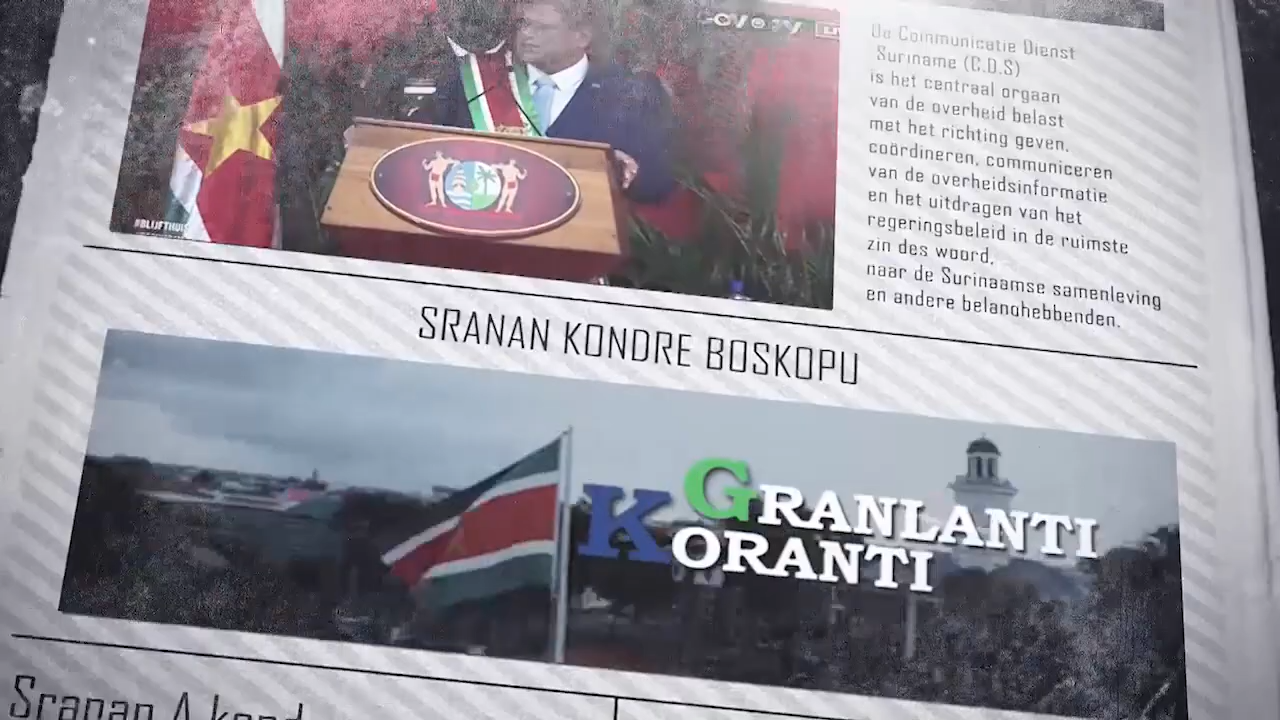 #BLIJFTHUIS
De Communicatie Dienst
Suriname (C.D.S)
is het centraal orgaan
van de overheid belast
met het richting geven,
coördineren, communiceren
van de overheidsinformatie
en het uitdragen van het
regeringsbeleid in de ruimste
zin des woord,
naar de Surinaamse samenleving
en andere belanghebbenden.
SRANAN KONDRE BOSKOPU
GRANLANTI
KORANTI
Sranan A